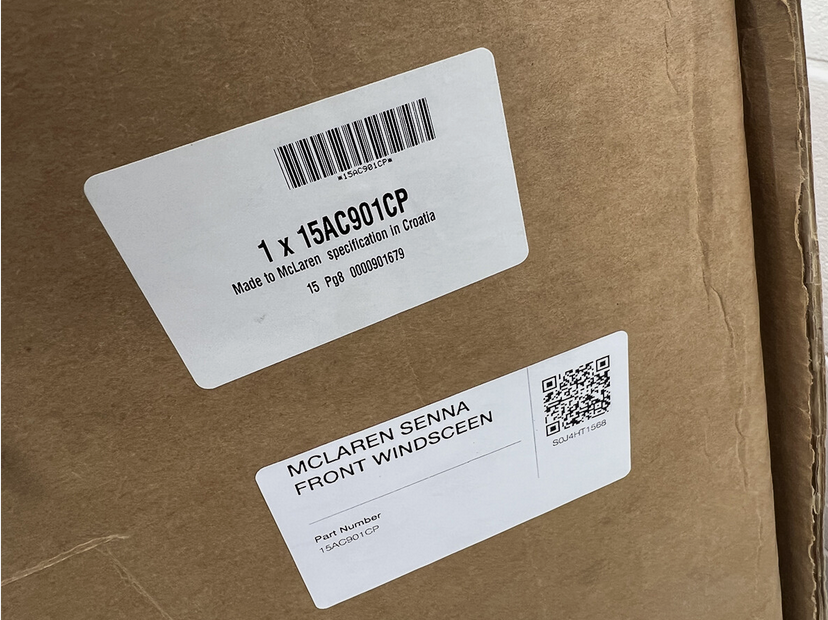 *15AC901CP*
1 x 15AC901CP
Made to McLaren specification in Croatia
15 Pg8 0000901679
MCLAREN SENNA
FRONT WINDSCEEN
S0J4HT1568
Part Number
15AC901CP